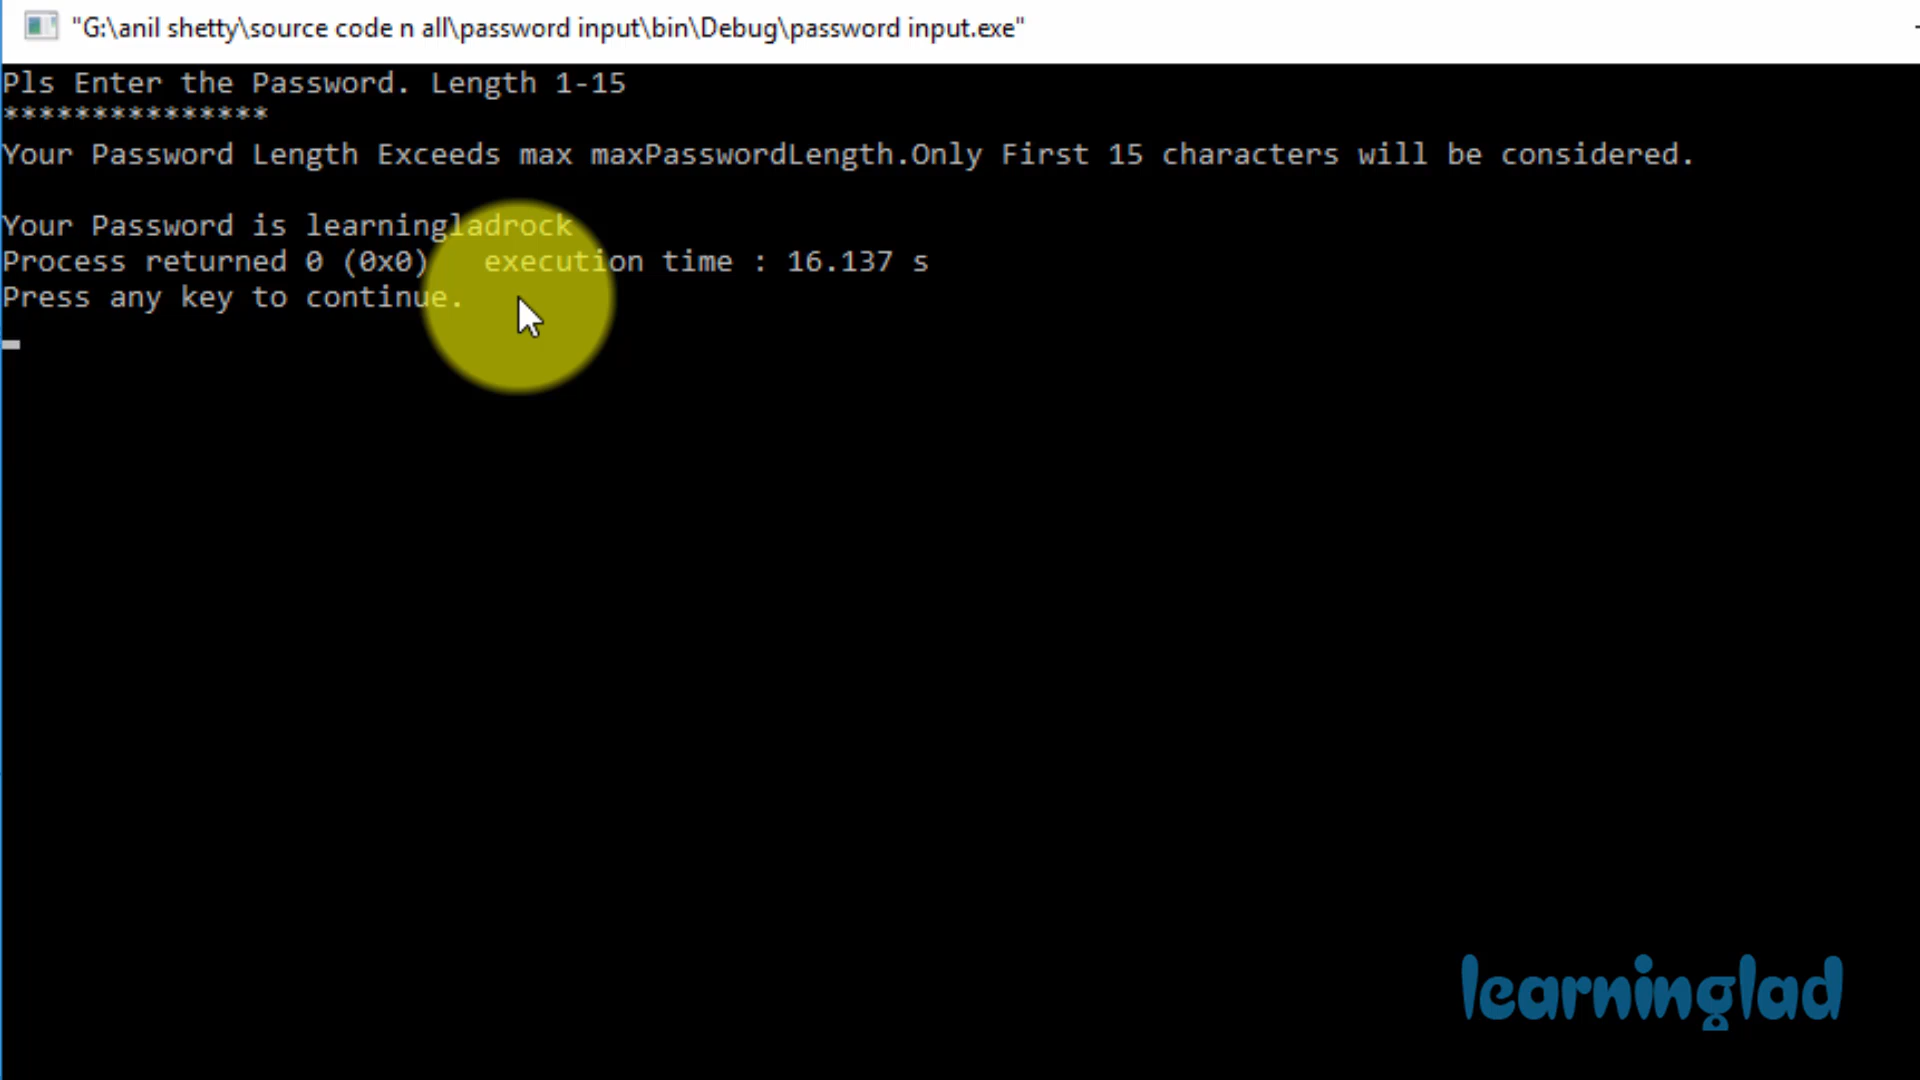 "G:\anil shetty\source code n all\password input\bin\Debug\password input.exe"
Pls Enter the Password. Length 1-15
***************
Your Password Length Exceeds max maxPasswordLength.Only First 15 characters will be considered.
Your Password is learningladrock
Process returned 0 (0x0)   execution time : 16.137 s
Press any key to continue.
learninglad